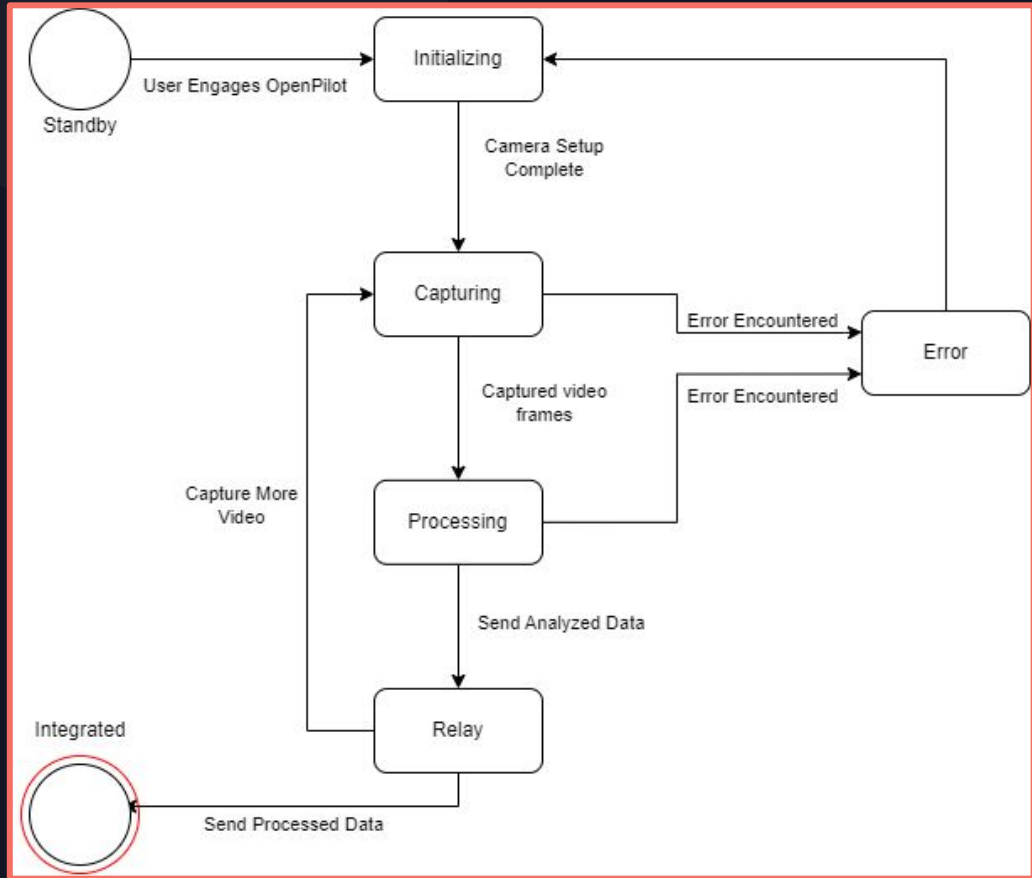 Initializing
User Engages OpenPilot
Standby
Camera Setup
Complete
Capturing
Error Encountered
Error
Captured video
frames
Error Encountered
Capture More
Video
Processing
Send Analyzed Data
Integrated
Relay
Send Processed Data